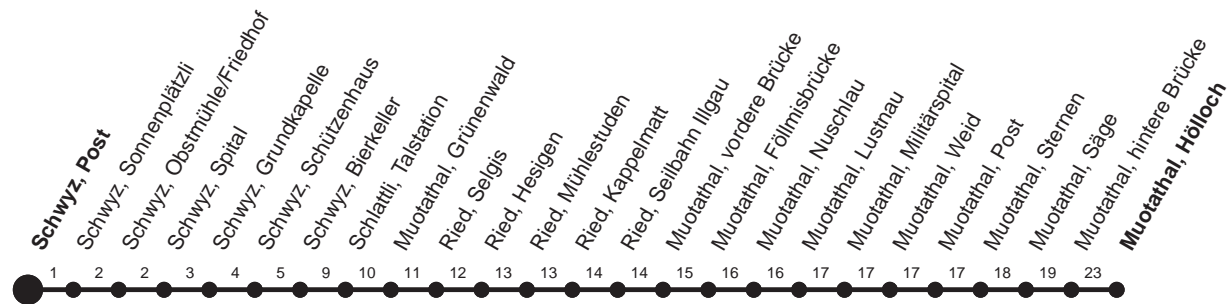 Schwyz, Post
Schwyz, Sonnenplätzli
Schwyz, Obstmühle/Friedhof
Schwyz, Spital
Schwyz, Grundkapelle
Schwyz, Schützenhaus
Schwyz, Bierkeller
Schlattli, Talstation
Muotathal, Grünenwald
Ried, Selgis
Ried, Hesigen
Ried, Mühlestuden
Ried, Kappelmatt
Ried, Seilbahn Illgau
Muotathal, vordere Brücke
Muotathal, Föllmisbrücke
Muotathal, Nuschlau
Muotathal, Lustnau
Muotathal, Militärspital
Muotathal, Weid
Muotathal, Post
Muotathal, Sternen
Muotathal, Säge
Muotathal, hintere Brücke
Muotathal, Hölloch
1 2 2 3 4 5 9 10 11 12 13 13 14 14 15 16 16 17 17 17 17 18 19 23